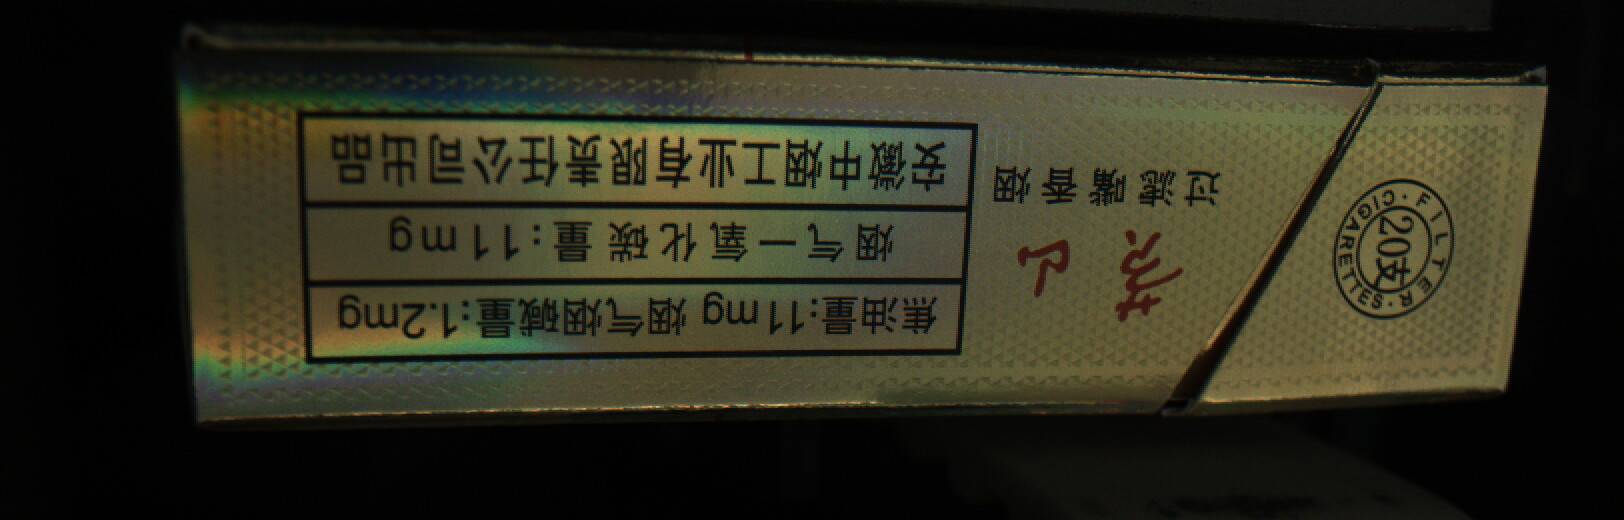 FILTER·CIGARETTES·
20支
黄山
过滤嘴香烟
焦油量:11mg 烟气烟碱量:1.2mg
烟气一氧化碳量:11mg
安徽中烟工业有限责任公司出品